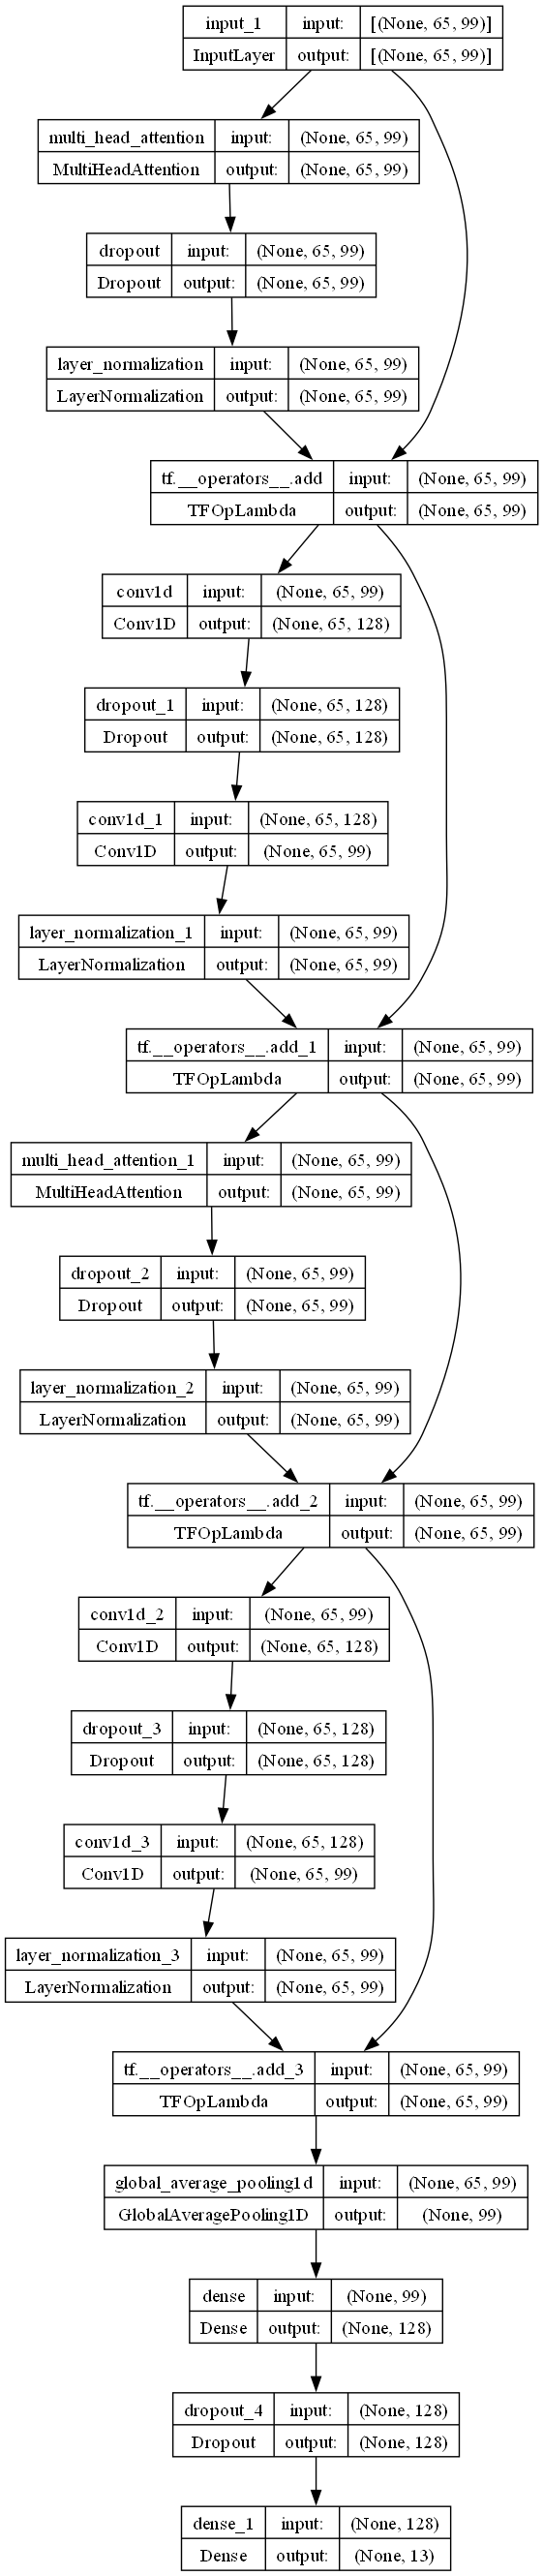 input_1 input: [(None, 65, 99)]
InputLayer output: [(None, 65, 99)]
multi_head_attention input: (None, 65, 99)
MultiHeadAttention output: (None, 65, 99)
dropout input: (None, 65, 99)
Dropout output: (None, 65, 99)
layer_normalization input: (None, 65, 99)
LayerNormalization output: (None, 65, 99)
tf.__operators__.add input: (None, 65, 99)
TFOpLambda output: (None, 65, 99)
conv1d input: (None, 65, 99)
Conv1D output: (None, 65, 128)
dropout_1 input: (None, 65, 128)
Dropout output: (None, 65, 128)
conv1d_1 input: (None, 65, 128)
Conv1D output: (None, 65, 99)
layer_normalization_1 input: (None, 65, 99)
LayerNormalization output: (None, 65, 99)
tf.__operators__.add_1 input: (None, 65, 99)
TFOpLambda output: (None, 65, 99)
multi_head_attention_1 input: (None, 65, 99)
MultiHeadAttention output: (None, 65, 99)
dropout_2 input: (None, 65, 99)
Dropout output: (None, 65, 99)
layer_normalization_2 input: (None, 65, 99)
LayerNormalization output: (None, 65, 99)
tf.__operators__.add_2 input: (None, 65, 99)
TFOpLambda output: (None, 65, 99)
conv1d_2 input: (None, 65, 99)
Conv1D output: (None, 65, 128)
dropout_3 input: (None, 65, 128)
Dropout output: (None, 65, 128)
conv1d_3 input: (None, 65, 128)
Conv1D output: (None, 65, 99)
layer_normalization_3 input: (None, 65, 99)
LayerNormalization output: (None, 65, 99)
tf.__operators__.add_3 input: (None, 65, 99)
TFOpLambda output: (None, 65, 99)
global_average_pooling1d input: (None, 65, 99)
GlobalAveragePooling1D output: (None, 99)
dense input: (None, 99)
Dense output: (None, 128)
dropout_4 input: (None, 128)
Dropout output: (None, 128)
dense_1 input: (None, 128)
Dense output: (None, 13)